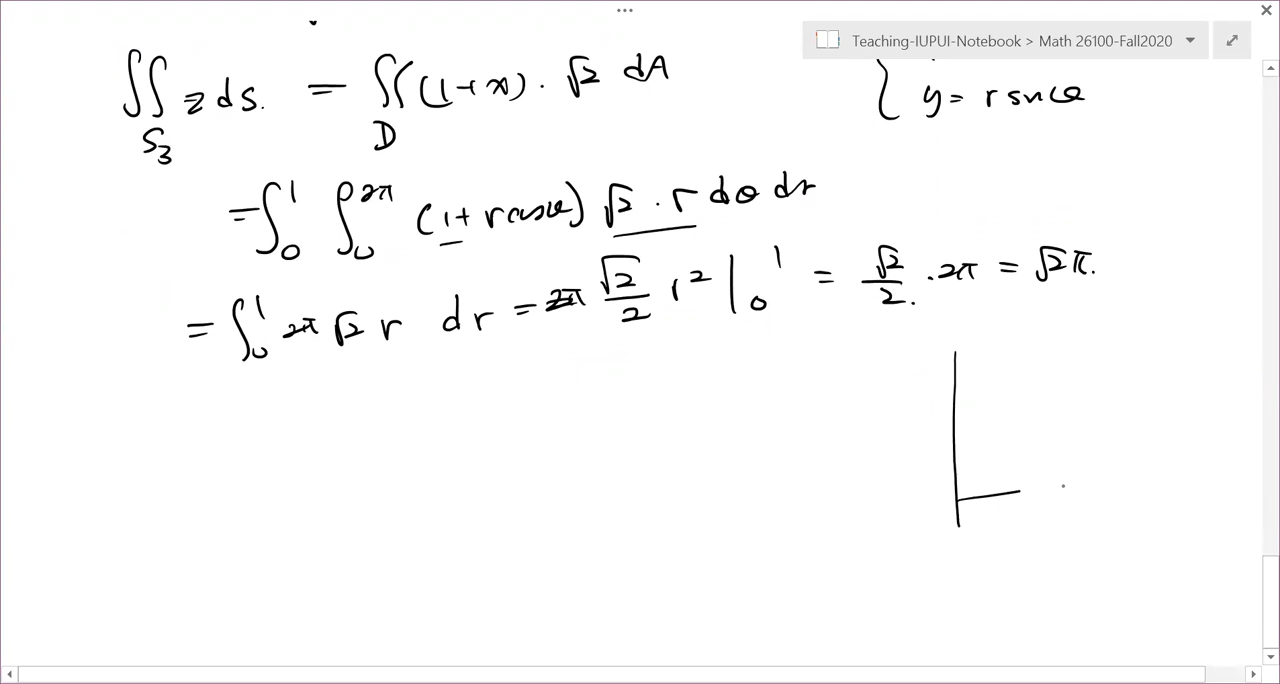 Teaching-IUPUI-Notebook > Math 26100-Fall2020
∬_{S_3} z ds. = ∬_D (1+x) · √2 dA
y = r sinθ
= ∫_0^1 ∫_0^{2π} (1 + r cosθ) √2 · r dθ dr
= ∫_0^1 2π √2 r dr = 2π √2/2 r² |_0^1 = √2/2. · 2π = √2 π.